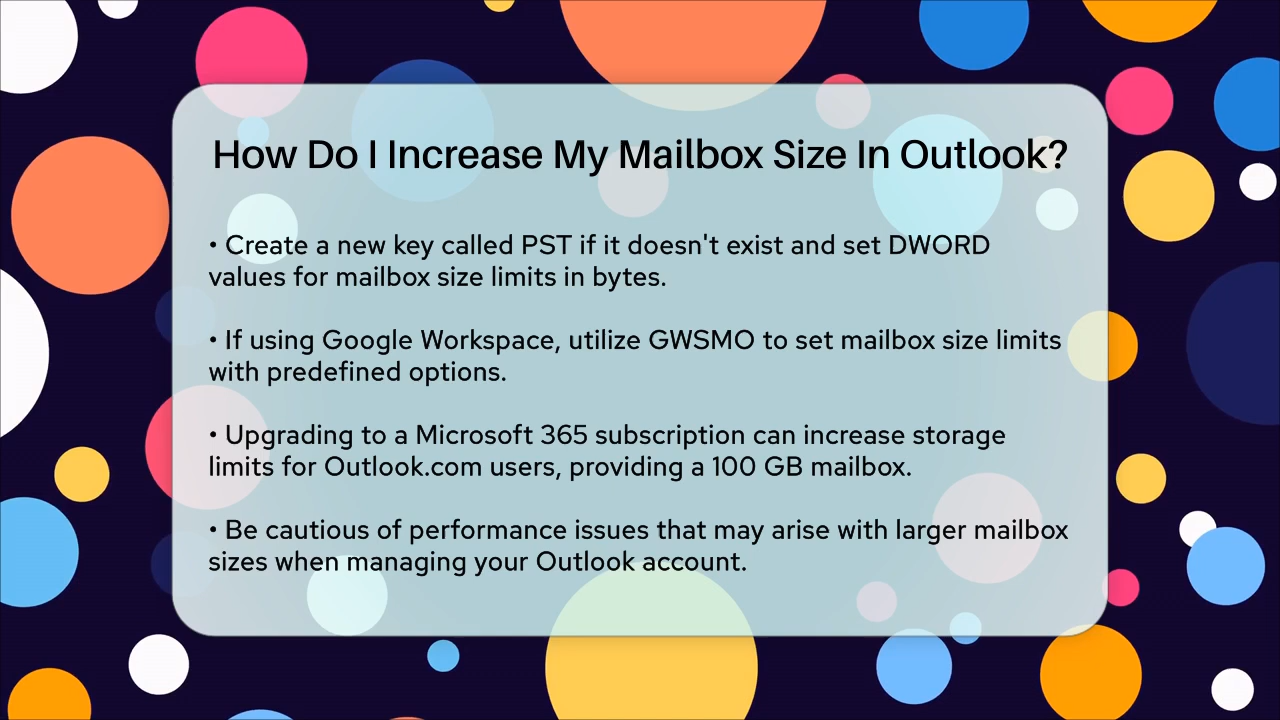 How Do I Increase My Mailbox Size In Outlook?
• Create a new key called PST if it doesn't exist and set DWORD
values for mailbox size limits in bytes.
• If using Google Workspace, utilize GWSMO to set mailbox size limits
with predefined options.
• Upgrading to a Microsoft 365 subscription can increase storage
limits for Outlook.com users, providing a 100 GB mailbox.
• Be cautious of performance issues that may arise with larger mailbox
sizes when managing your Outlook account.